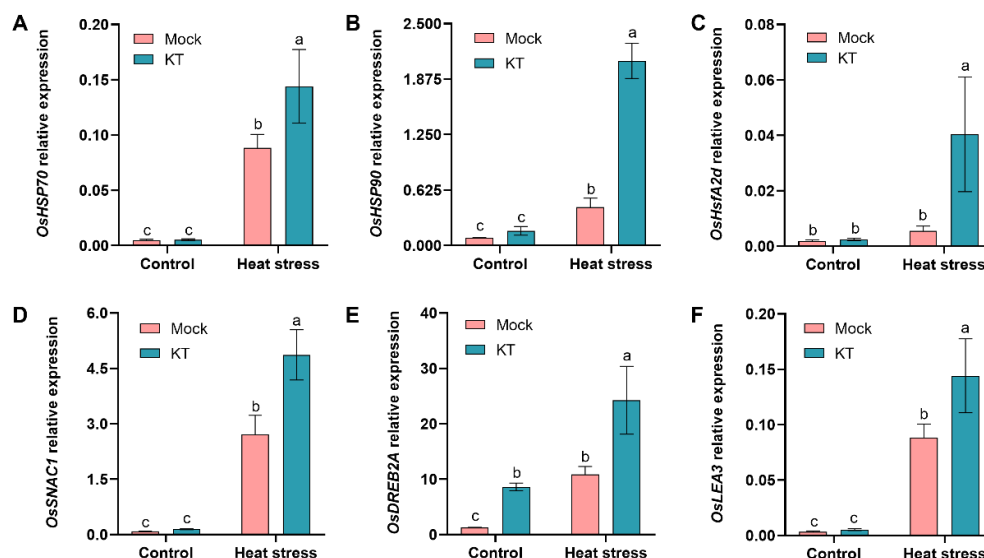 A
OsHSP70 relative expression
0.20
0.15
0.10
0.05
0.00
Mock
KT
c
c
b
a
Control
Heat stress
B
OsHSP90 relative expression
2.500
1.875
1.250
0.625
0.000
Mock
KT
c
c
b
a
Control
Heat stress
C
OsHsfA2d relative expression
0.08
0.06
0.04
0.02
0.00
Mock
KT
b
b
b
a
Control
Heat stress
D
OsSNAC1 relative expression
6.0
4.5
3.0
1.5
0.0
Mock
KT
c
c
b
a
Control
Heat stress
E
OsDREB2A relative expression
40
30
20
10
0
Mock
KT
c
b
b
a
Control
Heat stress
F
OsLEA3 relative expression
0.20
0.15
0.10
0.05
0.00
Mock
KT
c
c
b
a
Control
Heat stress